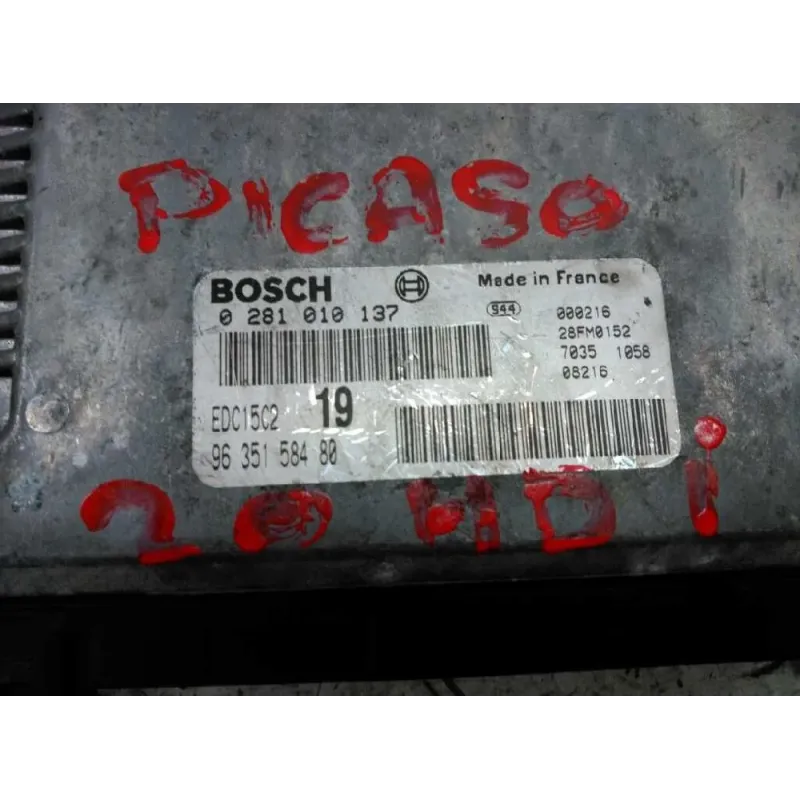 PICASO
BOSCH
Made in France
0 281 010 137
944
000216
28FM0152
7035 1058
08216
EDC15C2 19
96 351 584 80
2.0 HDi